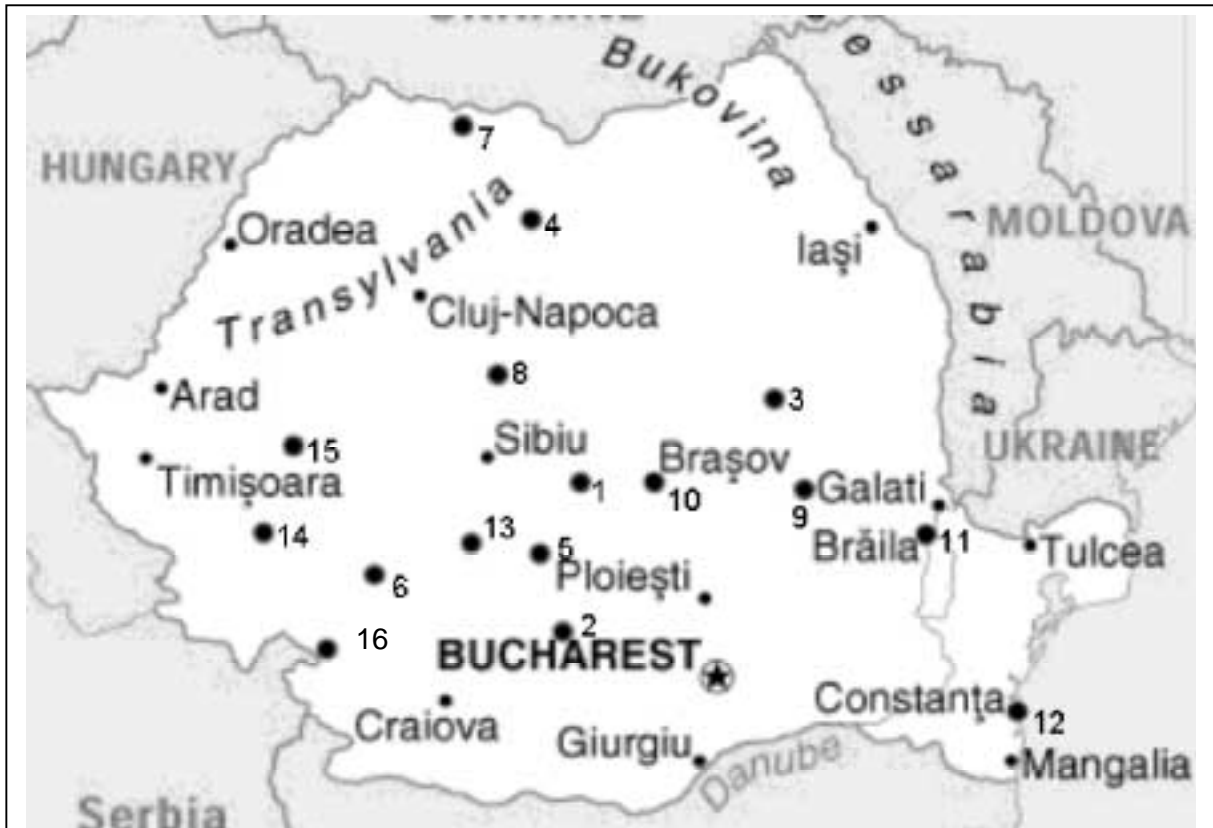 UKRAINE
Bukovina
essarabia
7
HUNGARY
4
MOLDOVA
Oradea
Iași
Transylvania
Cluj-Napoca
8
3
Arad
15
Sibiu
Brașov
UKRAINE
Timișoara
1
10
9
Galati
14
13
5
Brăila
11
Tulcea
6
Ploiești
16
2
BUCHAREST
Constanța
12
Craiova
Giurgiu
Danube
Mangalia
Serbia